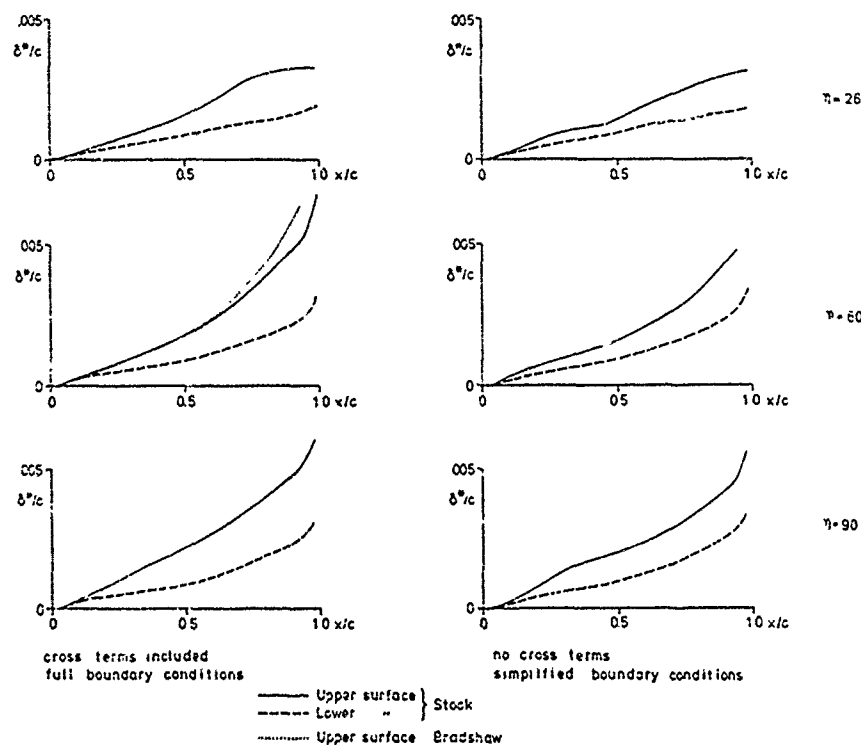 .005
δ*/c
0
0.5
1.0 x/c
.005
δ*/c
0
0
0.5
1.0 x/c
η=.26
.005
δ*/c
0
0
0.5
1.0 x/c
.005
δ*/c
0
0
0.5
1.0 x/c
η=.60
.005
δ*/c
0
0
0.5
1.0 x/c
.005
δ*/c
0
0
0.5
1.0 x/c
η=.90
cross terms included
full boundary conditions
no cross terms
simplified boundary conditions
Upper surface } Stock
Lower "
Upper surface Bradshaw